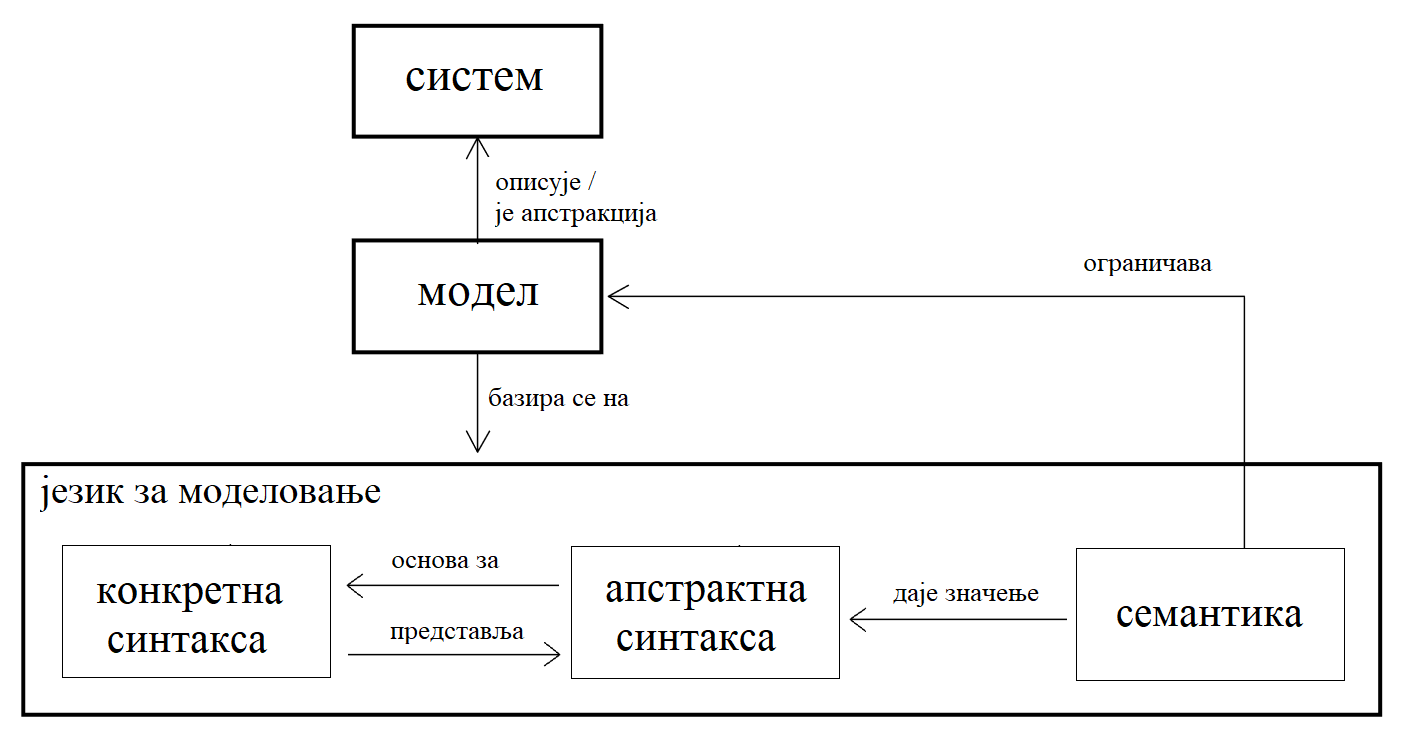 систем
описује /
је апстракција
модел
ограничава
базира се на
језик за моделовање
конкретна
синтакса
основа за
представља
апстрактна
синтакса
даје значење
семантика